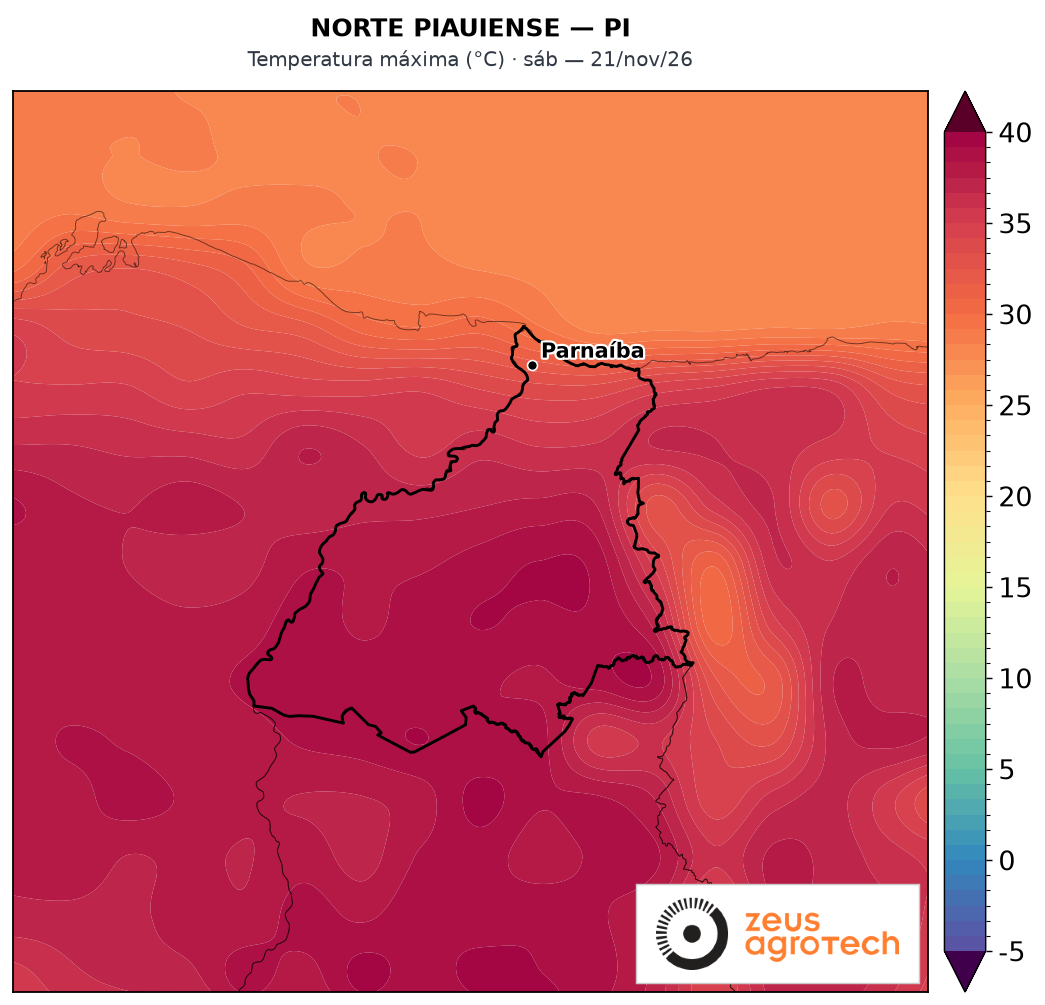 NORTE PIAUIENSE — PI
Temperatura máxima (°C) · sáb — 21/nov/26
Parnaíba
40
35
30
25
20
15
10
5
0
-5
zeus
agrotech